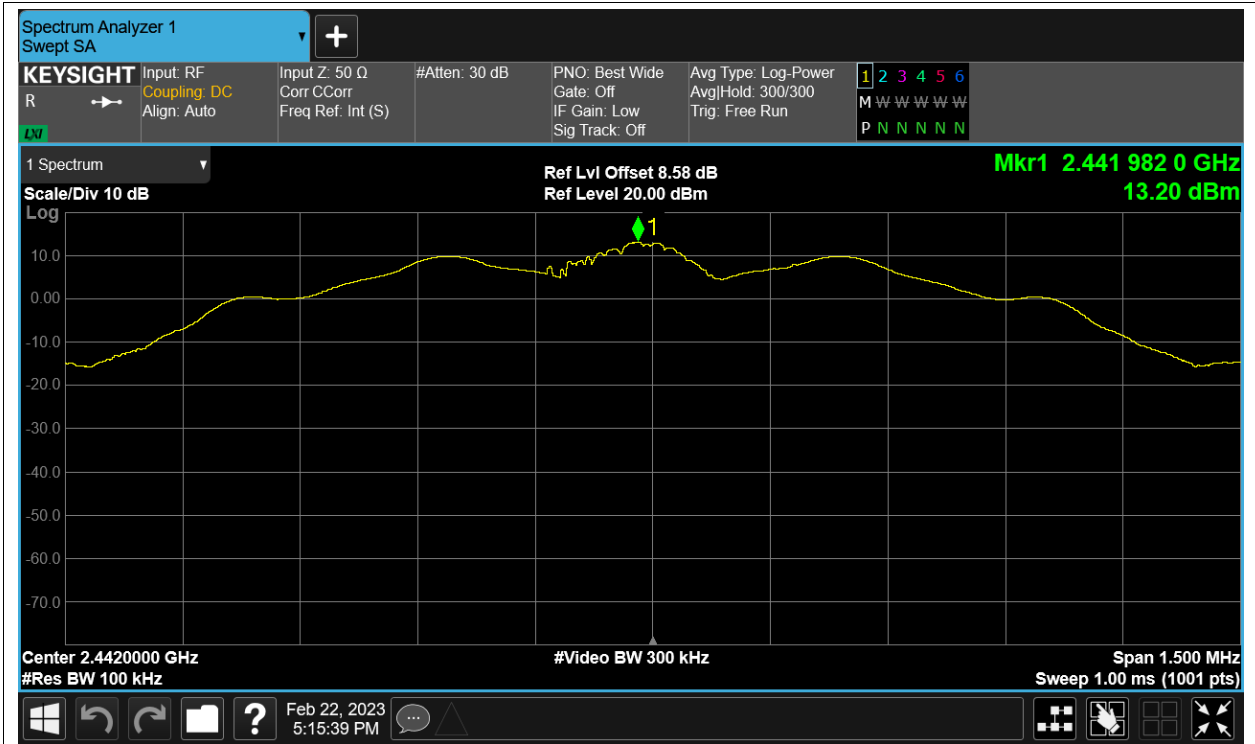 Spectrum Analyzer 1
Swept SA
+
KEYSIGHT Input: RF Input Z: 50 Ω #Atten: 30 dB PNO: Best Wide Avg Type: Log-Power 1 2 3 4 5 6
R Coupling: DC Corr CCorr Gate: Off Avg|Hold: 300/300 M W W W W W
Align: Auto Freq Ref: Int (S) IF Gain: Low Trig: Free Run
LXI Sig Track: Off P N N N N N
1 Spectrum Ref Lvl Offset 8.58 dB Mkr1 2.441 982 0 GHz
Scale/Div 10 dB Ref Level 20.00 dBm 13.20 dBm
Log
1
10.0
0.00
-10.0
-20.0
-30.0
-40.0
-50.0
-60.0
-70.0
Center 2.4420000 GHz #Video BW 300 kHz Span 1.500 MHz
#Res BW 100 kHz Sweep 1.00 ms (1001 pts)
? Feb 22, 2023
5:15:39 PM